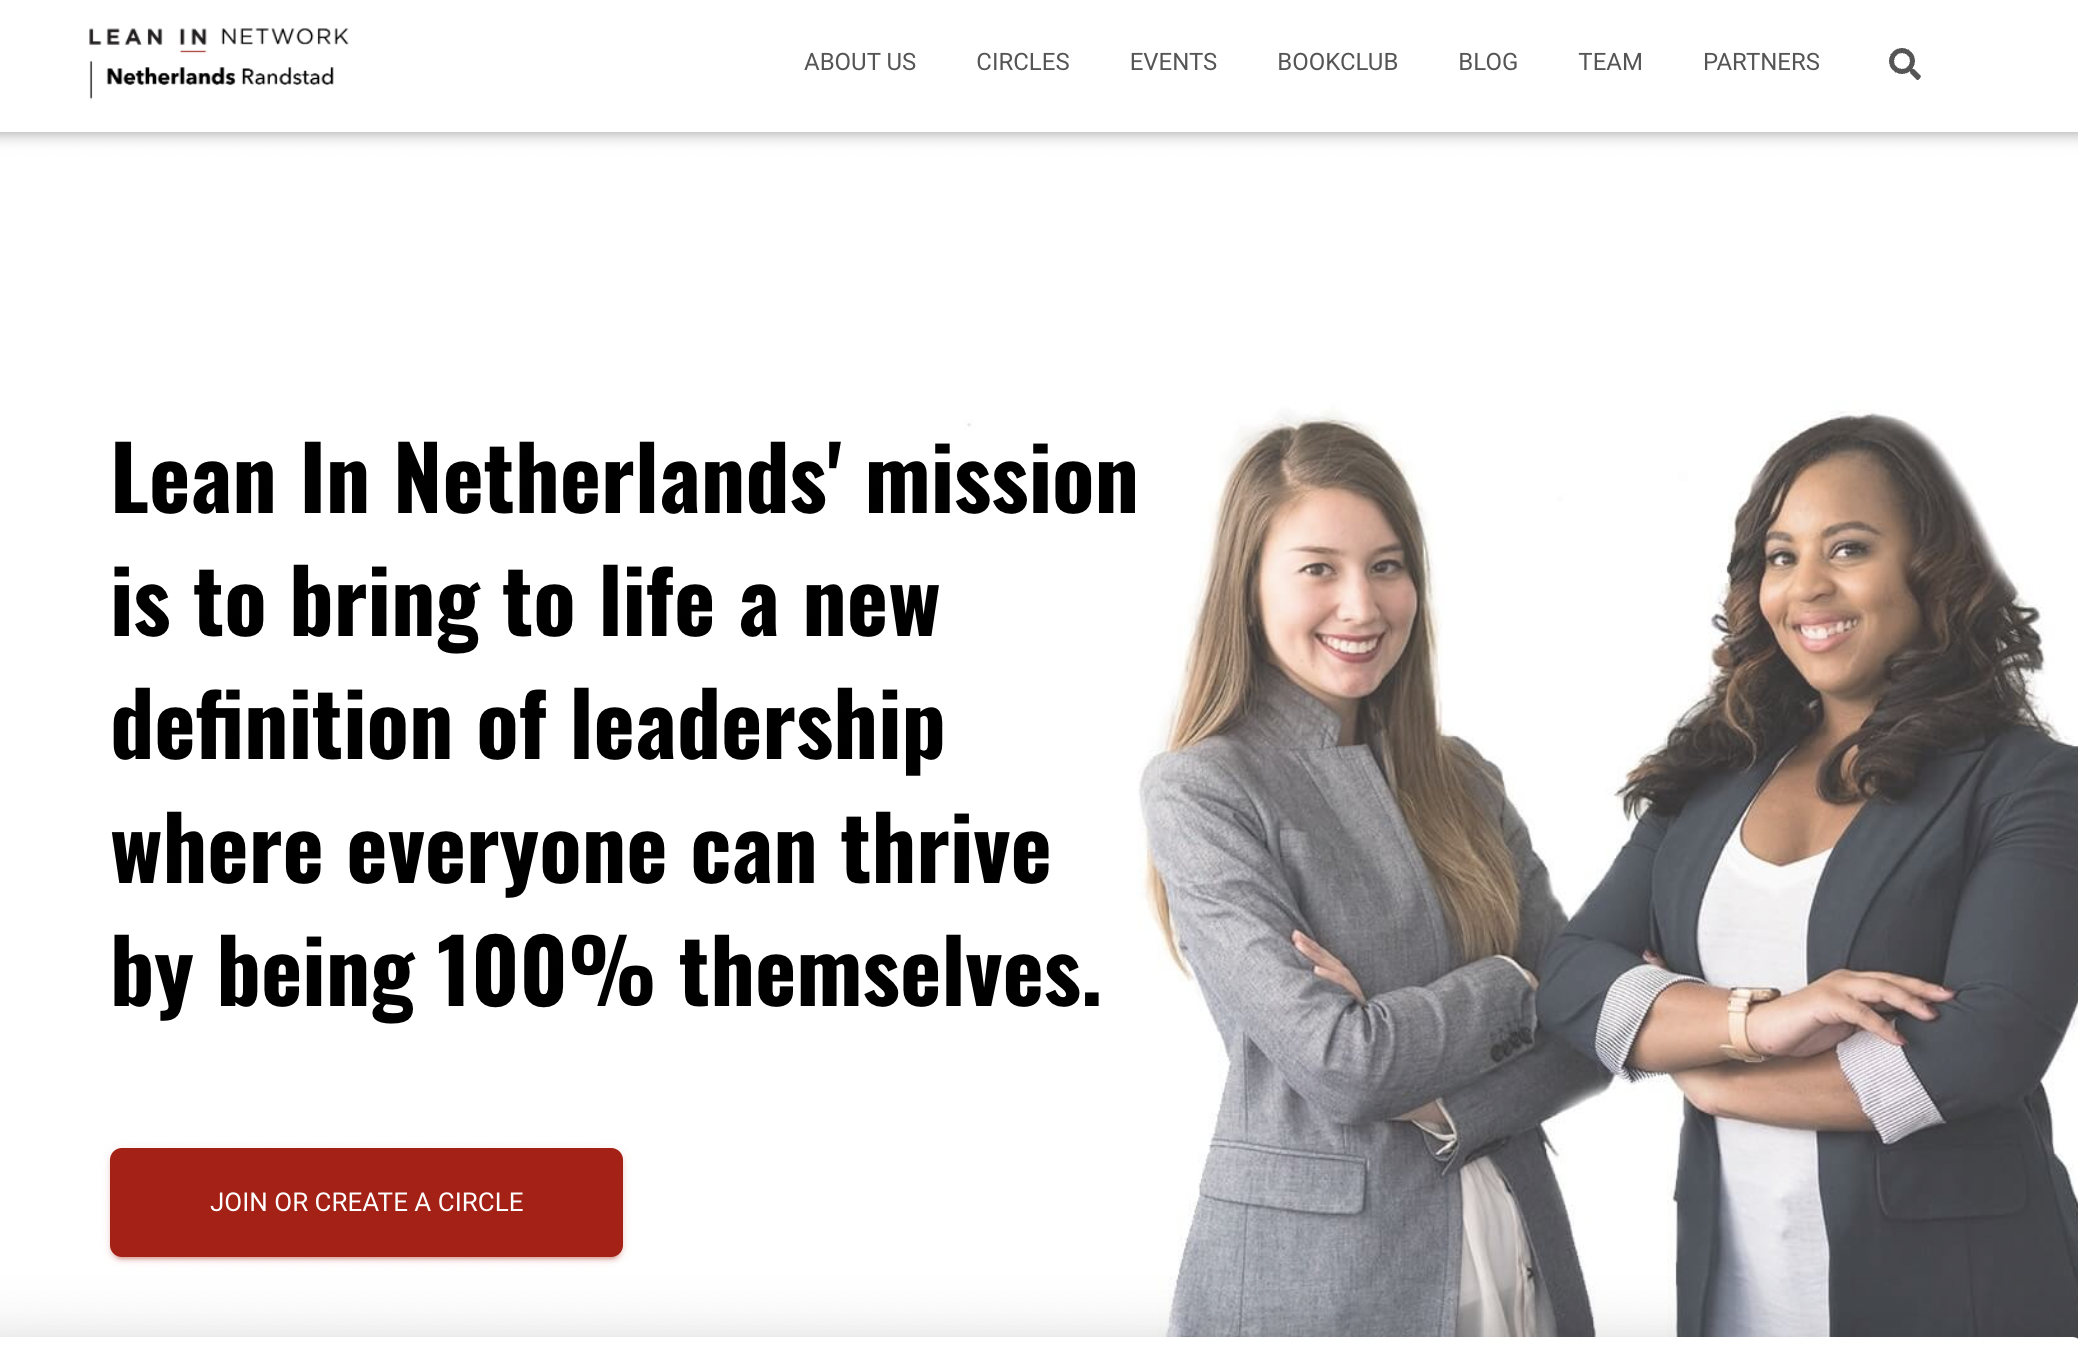 LEAN IN NETWORK
Netherlands Randstad
ABOUT US CIRCLES EVENTS BOOKCLUB BLOG TEAM PARTNERS
Lean In Netherlands' mission
is to bring to life a new
definition of leadership
where everyone can thrive
by being 100% themselves.
JOIN OR CREATE A CIRCLE